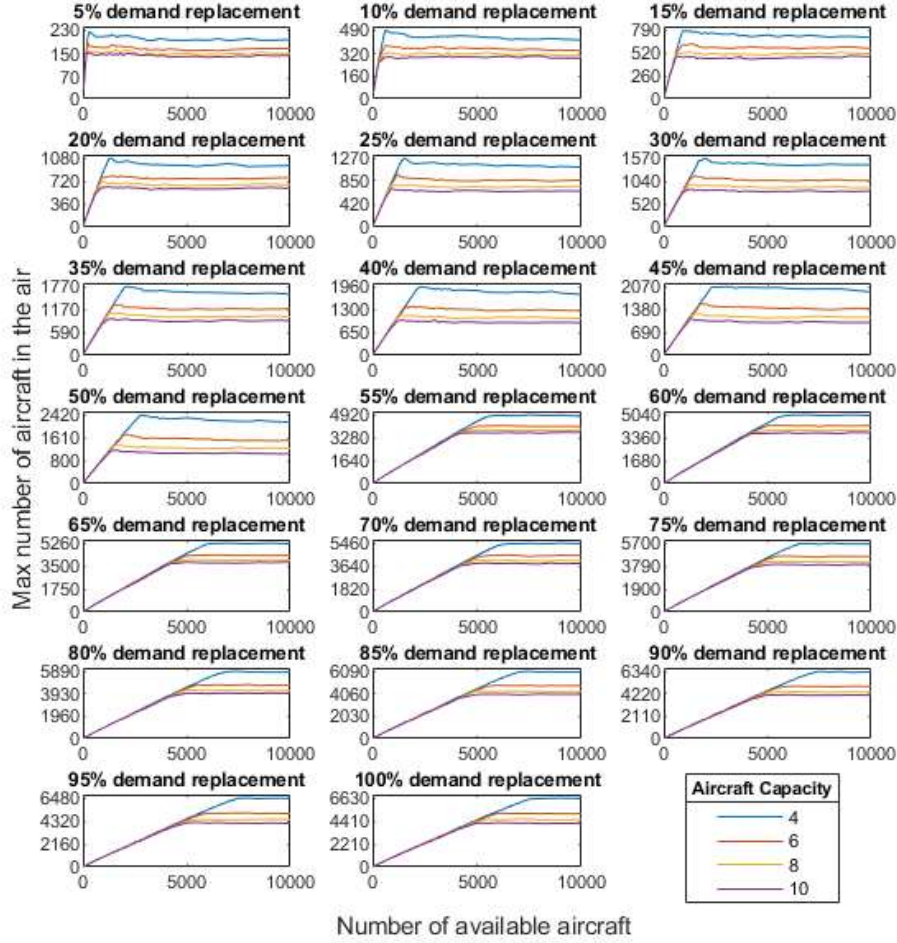 5% demand replacement
10% demand replacement
15% demand replacement
230
150
70
0
0 5000 10000
490
320
160
0
0 5000 10000
790
520
260
0
0 5000 10000
20% demand replacement
25% demand replacement
30% demand replacement
1080
720
360
0
0 5000 10000
1270
850
420
0
0 5000 10000
1570
1040
520
0
0 5000 10000
35% demand replacement
40% demand replacement
45% demand replacement
1770
1170
590
0
0 5000 10000
1960
1300
650
0
0 5000 10000
2070
1380
690
0
0 5000 10000
Max number of aircraft in the air
50% demand replacement
55% demand replacement
60% demand replacement
2420
1610
800
0
0 5000 10000
4920
3280
1640
0
0 5000 10000
5040
3360
1680
0
0 5000 10000
65% demand replacement
70% demand replacement
75% demand replacement
5260
3500
1750
0
0 5000 10000
5460
3640
1820
0
0 5000 10000
5700
3790
1900
0
0 5000 10000
80% demand replacement
85% demand replacement
90% demand replacement
5890
3930
1960
0
0 5000 10000
6090
4060
2030
0
0 5000 10000
6340
4220
2110
0
0 5000 10000
95% demand replacement
100% demand replacement
6480
4320
2160
0
0 5000 10000
6630
4410
2210
0
0 5000 10000
Aircraft Capacity
4
6
8
10
Number of available aircraft